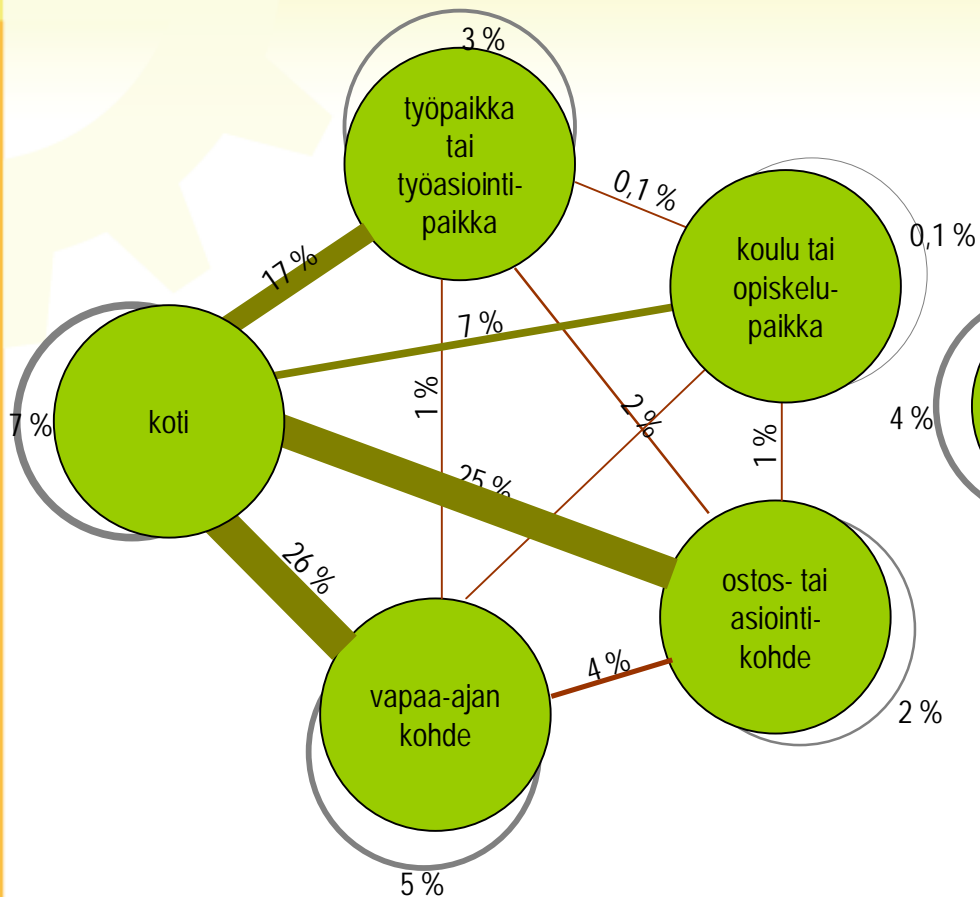 3 %
työpaikka
tai
työasiointi-
paikka
0,1 %
koulu tai
opiskelu-
paikka
0,1 %
17 %
7 %
koti
7 %
1 %
2 %
1 %
4 %
25 %
26 %
ostos- tai
asiointi-
kohde
4 %
2 %
vapaa-ajan
kohde
5 %